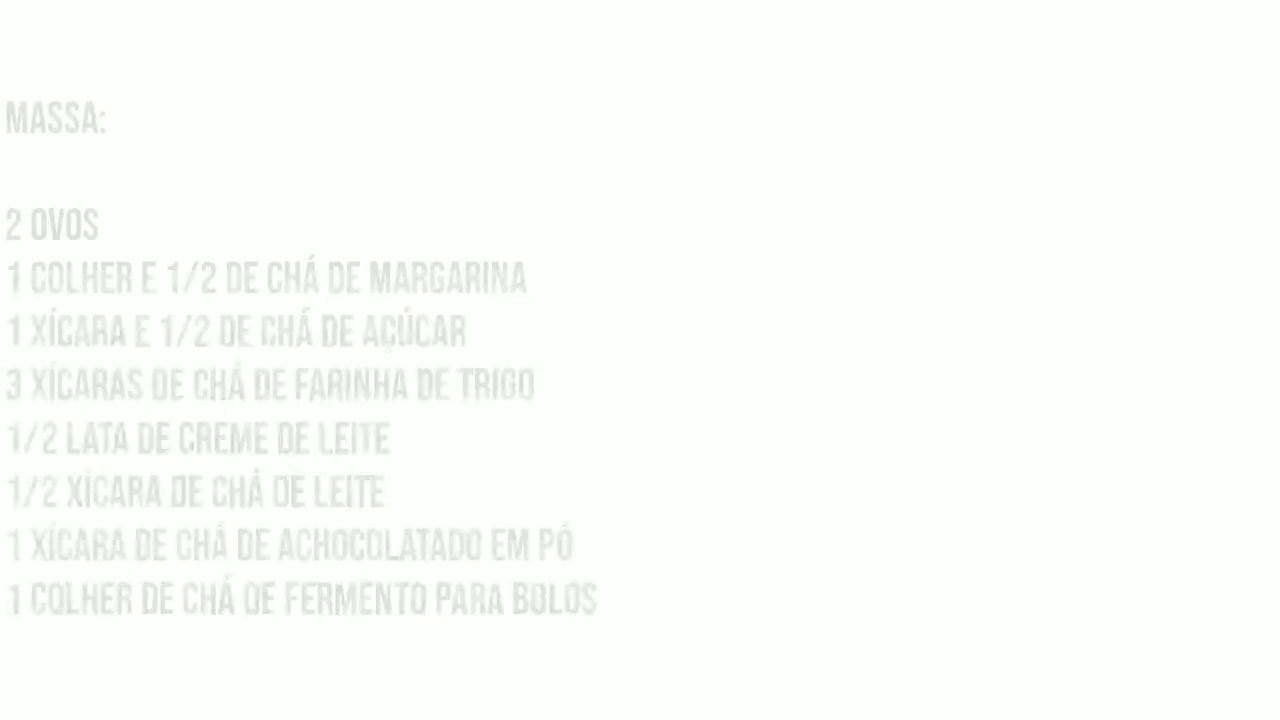 MASSA:
2 OVOS
1 COLHER E 1/2 DE CHÁ DE MARGARINA
1 XÍCARA E 1/2 DE CHÁ DE AÇÚCAR
3 XÍCARAS DE CHÁ DE FARINHA DE TRIGO
1/2 LATA DE CREME DE LEITE
1/2 XÍCARA DE CHÁ DE LEITE
1 XÍCARA DE CHÁ DE ACHOCOLATADO EM PÓ
1 COLHER DE CHÁ DE FERMENTO PARA BOLOS